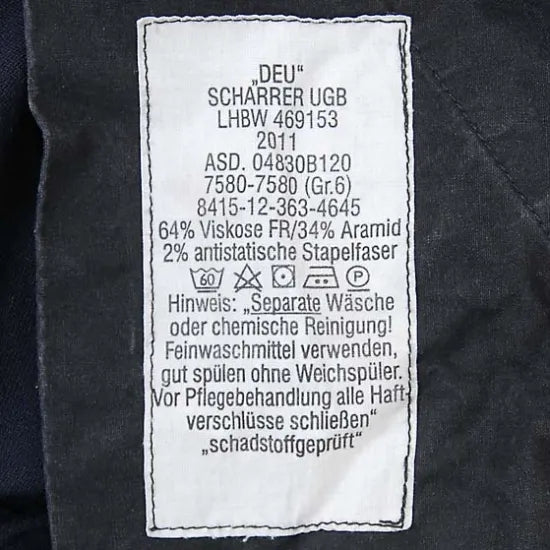 „DEU“
SCHARRER UGB
LHBW 469153
2011
ASD. 04830B120
7580-7580 (Gr.6)
8415-12-363-4645
64% Viskose FR/34% Aramid
2% antistatische Stapelfaser
60 P
Hinweis: „Separate Wäsche
oder chemische Reinigung!
Feinwaschmittel verwenden,
gut spülen ohne Weichspüler.
Vor Pflegebehandlung alle Haft-
verschlüsse schließen“
„schadstoffgeprüft“